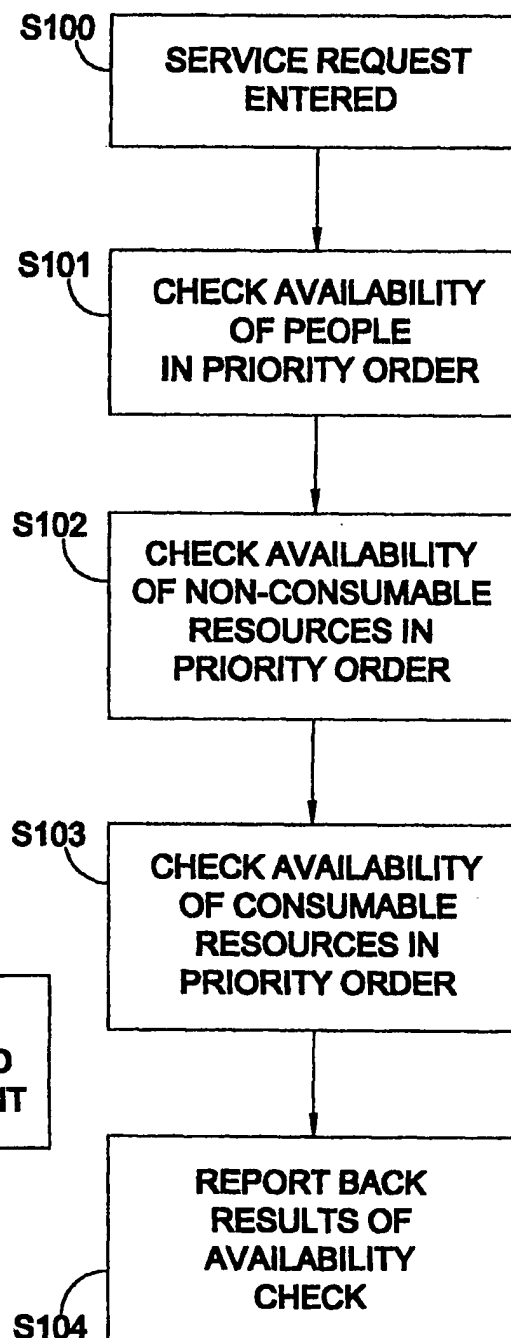 S100
SERVICE REQUEST
ENTERED
S101
CHECK AVAILABILITY
OF PEOPLE
IN PRIORITY ORDER
S102
CHECK AVAILABILITY
OF NON-CONSUMABLE
RESOURCES IN
PRIORITY ORDER
S103
CHECK AVAILABILITY
OF CONSUMABLE
RESOURCES IN
PRIORITY ORDER
REPORT BACK
RESULTS OF
AVAILABILITY
CHECK
S104